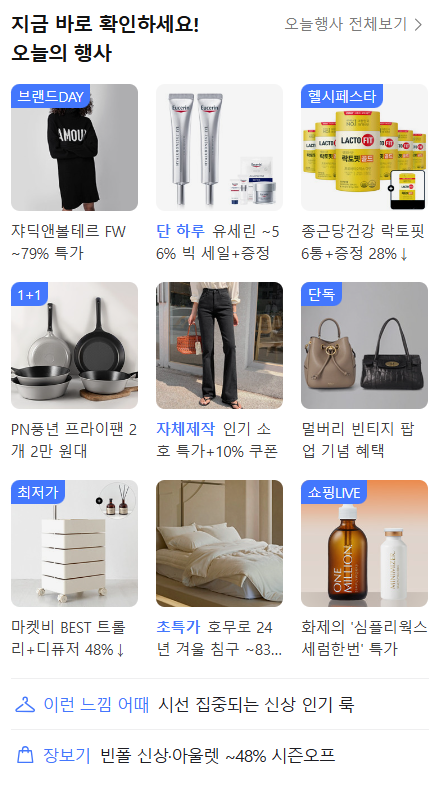 지금 바로 확인하세요!
오늘의 행사
오늘행사 전체보기
브랜드DAY
AMOUR
Eucerin
Eucerin
헬시페스타
LACTO
FIT
락토핏 골드
쟈딕앤볼테르 FW
~79% 특가
단 하루 유세린 ~5
6% 빅 세일+증정
종근당건강 락토핏
6통+증정 28%↓
1+1
단독
PN풍년 프라이팬 2
개 2만 원대
자체제작 인기 소
호 특가+10% 쿠폰
멀버리 빈티지 팝
업 기념 혜택
최저가
쇼핑LIVE
ONE
MILLION
마켓비 BEST 트롤
리+디퓨저 48%↓
초특가 호무로 24
년 겨울 침구 ~83...
화제의 '심플리웍스
세럼한번' 특가
이런 느낌 어때 시선 집중되는 신상 인기 룩
장보기 빈폴 신상·아울렛 ~48% 시즌오프